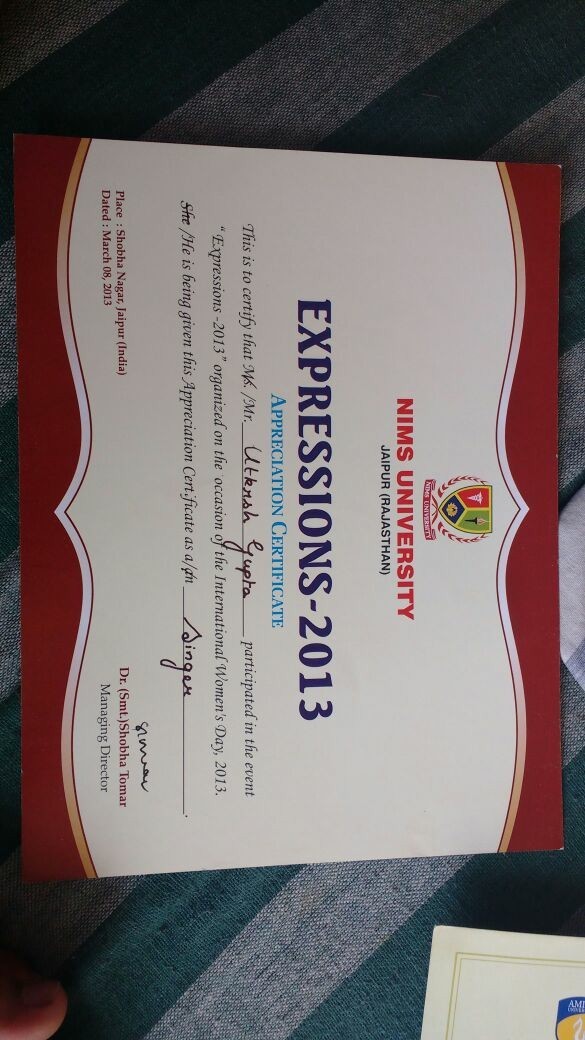 NIMS UNIVERSITY
NIMS UNIVERSITY
JAIPUR (RAJASTHAN)
EXPRESSIONS-2013
APPRECIATION CERTIFICATE
This is to certify that Ms. /Mr. Utkrsh Gupta participated in the event
"Expressions -2013" organized on the occasion of the International Women's Day, 2013.
She /He is being given this Appreciation Certificate as a/an Singer.
Place : Shobha Nagar, Jaipur (India)
Dated : March 08, 2013
Dr. (Smt.)Shobha Tomar
Managing Director